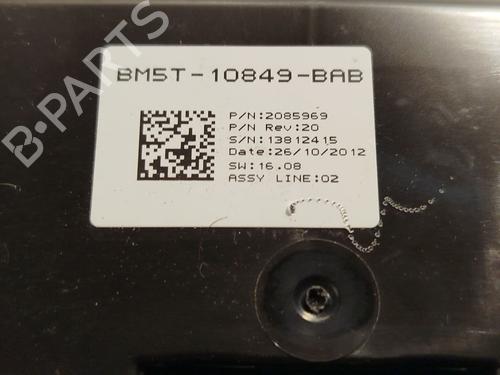 BM5T-10849-BAB
P/N:2085969
P/N Rev:20
S/N:13812415
Date:26/10/2012
SW:16.08
ASSY LINE:02
B-PARTS